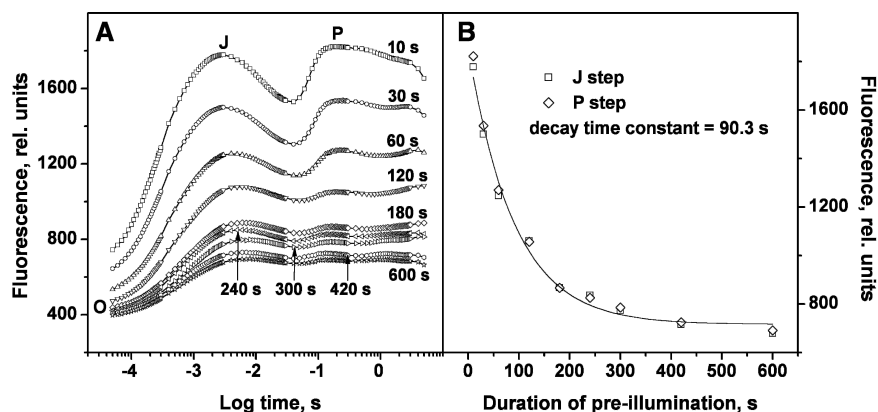 A
B
J
P
10 s
30 s
60 s
120 s
180 s
600 s
240 s
300 s
420 s
O
1600
1200
800
400
Fluorescence, rel. units
-4
-3
-2
-1
0
Log time, s
J step
P step
decay time constant = 90.3 s
1600
1200
800
Fluorescence, rel. units
0
100
200
300
400
500
600
Duration of pre-illumination, s